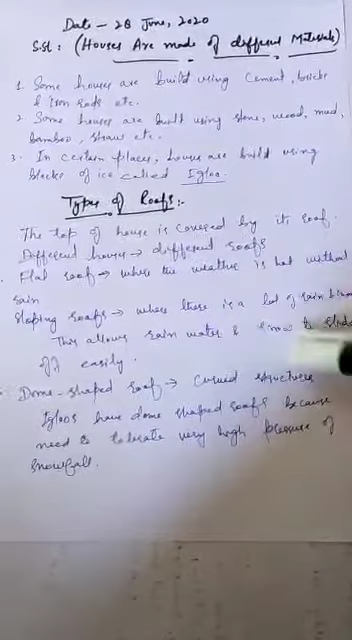 Date - 28 June, 2020
S.St: (Houses Are made of different Materials)
1. Some houses are build using Cement, bricks
& Iron rods etc.
2. Some houses are built using stone, wood, mud,
bamboo, straw etc.
3. In certain places, houses are build using
blocks of ice called Igloo.
Types of Roofs:-
The top of house is covered by its roof.
Different houses → different roofs
Flat roof → where the weather is hot without
rain
Sloping roofs → where there is a lot of rain
This allows rain water & snow to slide
off easily.
Dome-shaped roof → curved structures
Igloos have dome shaped roofs because
need to tolerate very high pressure of
snowfall.